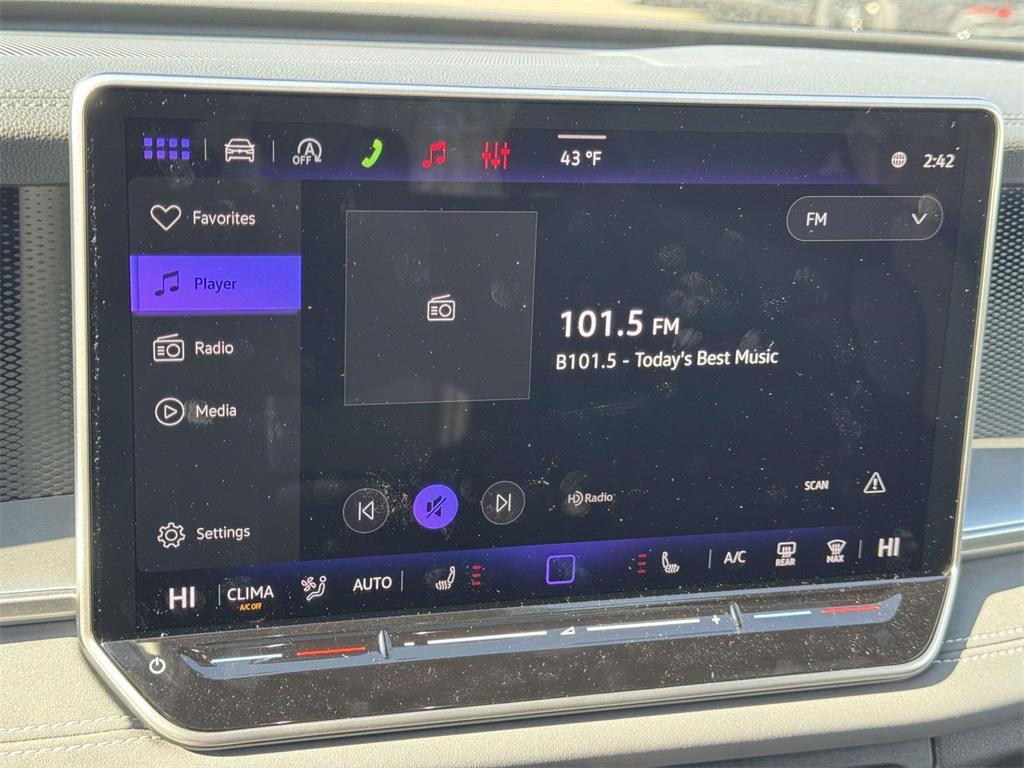 OFF A
43 °F
2:42
Favorites
FM
Player
101.5 FM
Radio
B101.5 - Today's Best Music
Media
HD Radio
SCAN
Settings
HI
CLIMA
A/C OFF
AUTO
A/C
REAR
MAX
HI
- +